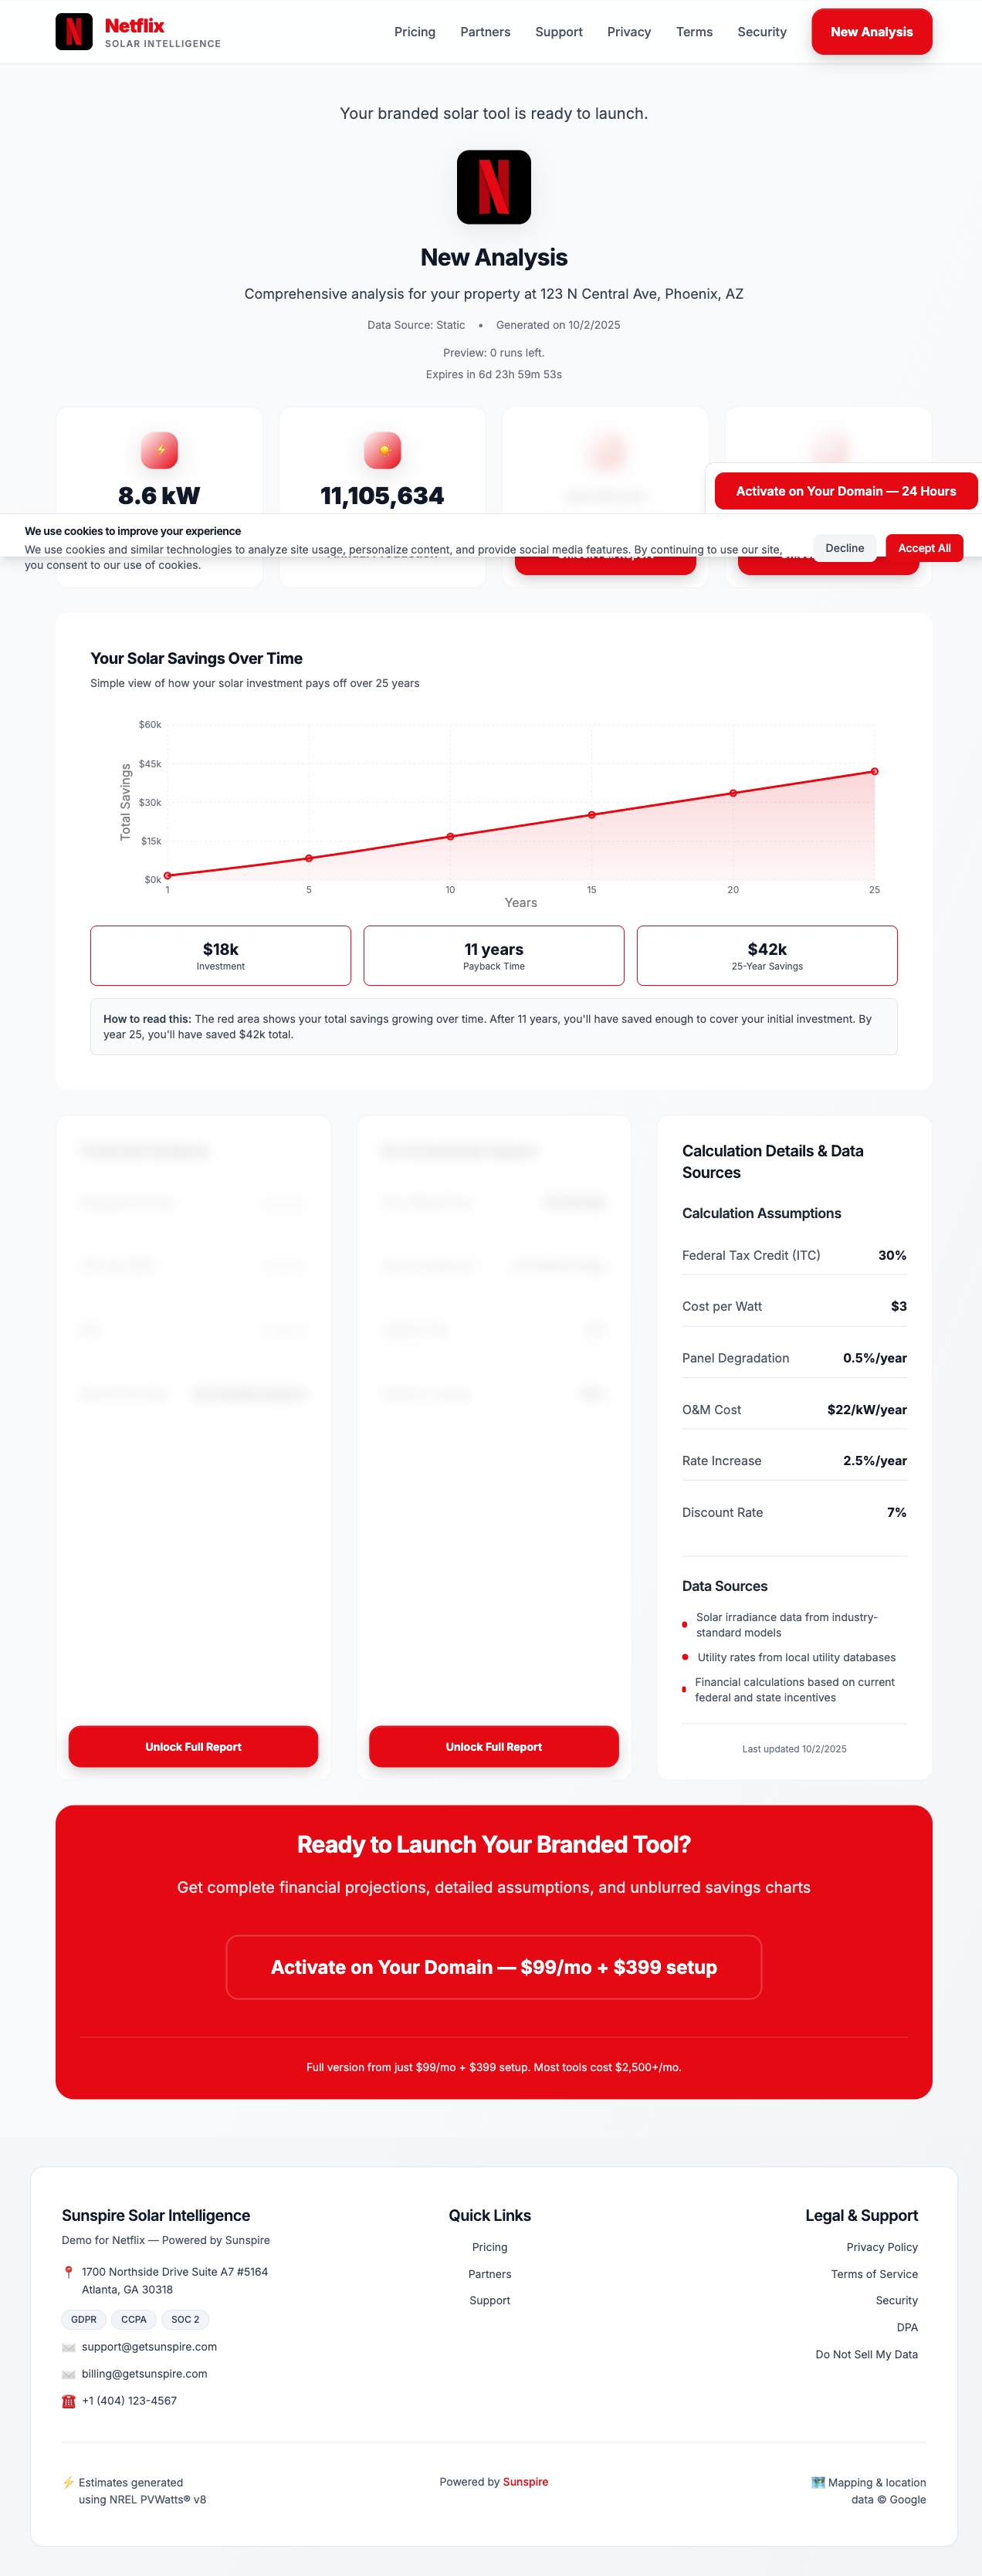 Netflix
SOLAR INTELLIGENCE
Pricing
Partners
Support
Privacy
Terms
Security
New Analysis
Your branded solar tool is ready to launch.
N
New Analysis
Comprehensive analysis for your property at 123 N Central Ave, Phoenix, AZ
Data Source: Static • Generated on 10/2/2025
Preview: 0 runs left.
Expires in 6d 23h 59m 53s
8.6 kW
11,105,634
Activate on Your Domain — 24 Hours
We use cookies to improve your experience
We use cookies and similar technologies to analyze site usage, personalize content, and provide social media features. By continuing to use our site,
you consent to our use of cookies.
Decline
Accept All
Your Solar Savings Over Time
Simple view of how your solar investment pays off over 25 years
$60k
$45k
$30k
$15k
$0k
Total Savings
1
5
10
15
20
25
Years
$18k
Investment
11 years
Payback Time
$42k
25-Year Savings
How to read this: The red area shows your total savings growing over time. After 11 years, you'll have saved enough to cover your initial investment. By
year 25, you'll have saved $42k total.
Unlock Full Report
Unlock Full Report
Calculation Details & Data
Sources
Calculation Assumptions
Federal Tax Credit (ITC) 30%
Cost per Watt $3
Panel Degradation 0.5%/year
O&M Cost $22/kW/year
Rate Increase 2.5%/year
Discount Rate 7%
Data Sources
Solar irradiance data from industry-
standard models
Utility rates from local utility databases
Financial calculations based on current
federal and state incentives
Last updated 10/2/2025
Ready to Launch Your Branded Tool?
Get complete financial projections, detailed assumptions, and unblurred savings charts
Activate on Your Domain — $99/mo + $399 setup
Full version from just $99/mo + $399 setup. Most tools cost $2,500+/mo.
Sunspire Solar Intelligence
Demo for Netflix — Powered by Sunspire
1700 Northside Drive Suite A7 #5164
Atlanta, GA 30318
GDPR
CCPA
SOC 2
support@getsunspire.com
billing@getsunspire.com
+1 (404) 123-4567
Quick Links
Pricing
Partners
Support
Legal & Support
Privacy Policy
Terms of Service
Security
DPA
Do Not Sell My Data
Estimates generated
using NREL PVWatts® v8
Powered by Sunspire
Mapping & location
data © Google